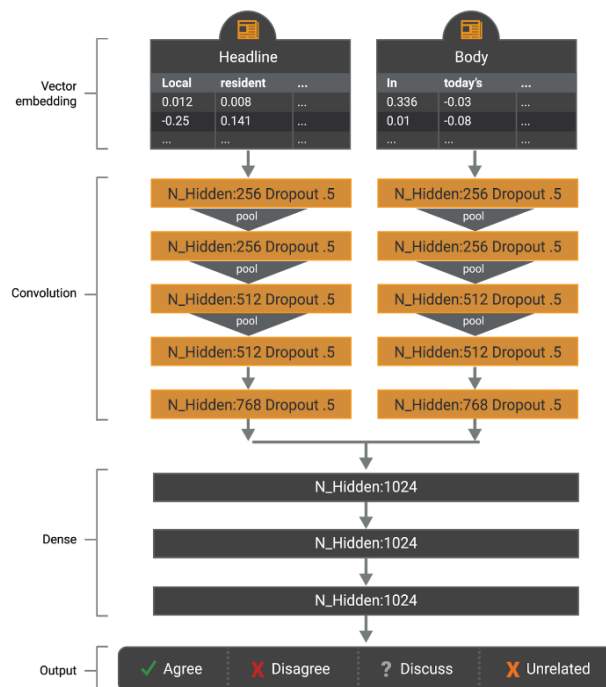 Headline
Body
Vector
embedding
Local resident ...
0.012 0.008 ...
-0.25 0.141 ...
... ... ...
In today's ...
0.336 -0.03 ...
0.01 -0.08 ...
... ... ...
Convolution
N_Hidden:256 Dropout .5
pool
N_Hidden:256 Dropout .5
pool
N_Hidden:512 Dropout .5
pool
N_Hidden:512 Dropout .5
N_Hidden:768 Dropout .5
N_Hidden:256 Dropout .5
pool
N_Hidden:256 Dropout .5
pool
N_Hidden:512 Dropout .5
pool
N_Hidden:512 Dropout .5
N_Hidden:768 Dropout .5
Dense
N_Hidden:1024
N_Hidden:1024
N_Hidden:1024
Output
Agree
Disagree
? Discuss
Unrelated